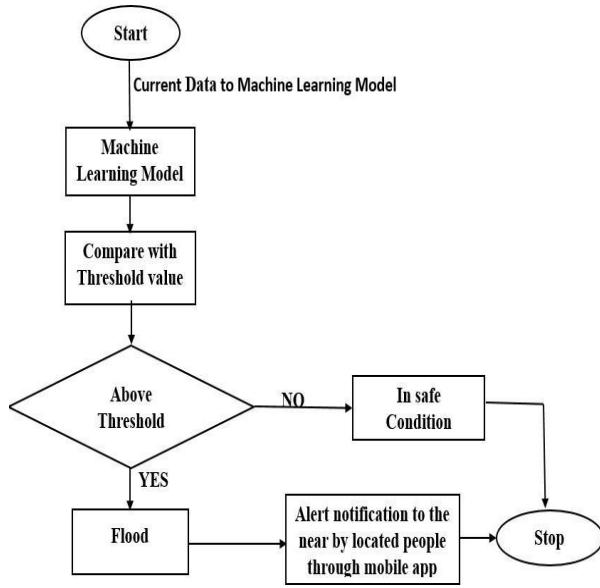 Start
Current Data to Machine Learning Model
Machine
Learning Model
Compare with
Threshold value
Above
Threshold
NO
In safe
Condition
YES
Flood
Alert notification to the
near by located people
through mobile app
Stop